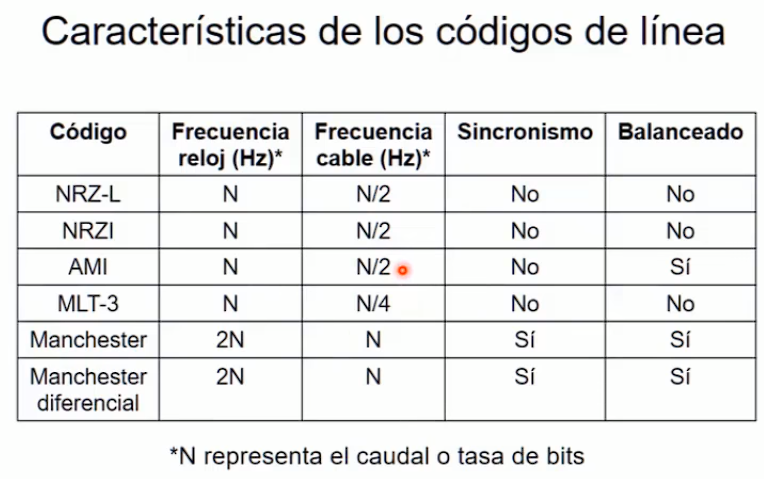 Características de los códigos de línea
Código Frecuencia reloj (Hz)* Frecuencia cable (Hz)* Sincronismo Balanceado
NRZ-L N N/2 No No
NRZI N N/2 No No
AMI N N/2 No Sí
MLT-3 N N/4 No No
Manchester 2N N Sí Sí
Manchester diferencial 2N N Sí Sí
*N representa el caudal o tasa de bits